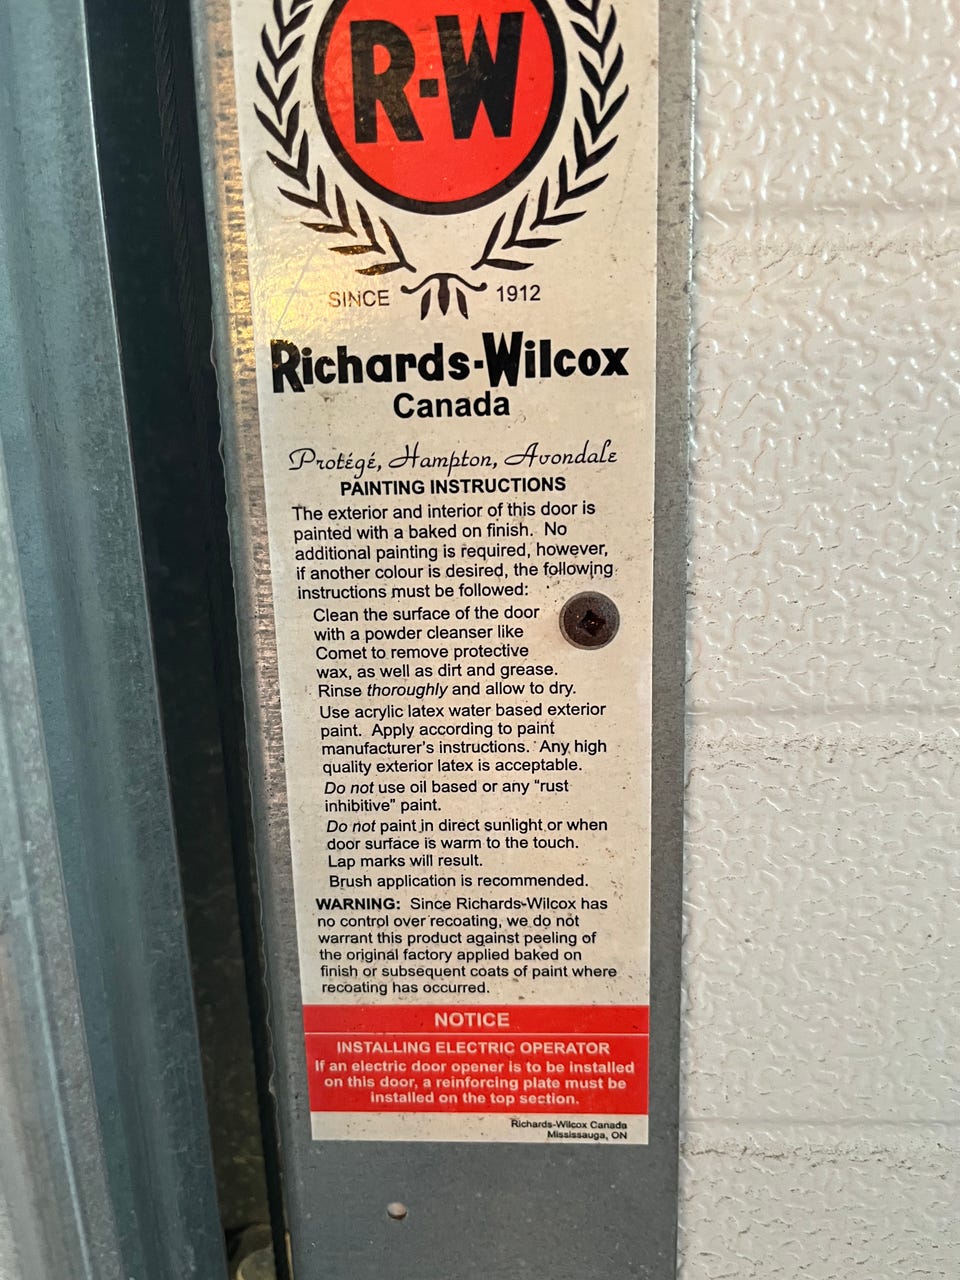 R-W
SINCE 1912
Richards-Wilcox
Canada
Protégé, Hampton, Avondale
PAINTING INSTRUCTIONS
The exterior and interior of this door is
painted with a baked on finish. No
additional painting is required, however,
if another colour is desired, the following
instructions must be followed:
Clean the surface of the door
with a powder cleanser like
Comet to remove protective
wax, as well as dirt and grease.
Rinse thoroughly and allow to dry.
Use acrylic latex water based exterior
paint. Apply according to paint
manufacturer's instructions. Any high
quality exterior latex is acceptable.
Do not use oil based or any "rust
inhibitive" paint.
Do not paint in direct sunlight or when
door surface is warm to the touch.
Lap marks will result.
Brush application is recommended.
WARNING: Since Richards-Wilcox has
no control over recoating, we do not
warrant this product against peeling of
the original factory applied baked on
finish or subsequent coats of paint where
recoating has occurred.
NOTICE
INSTALLING ELECTRIC OPERATOR
If an electric door opener is to be installed
on this door, a reinforcing plate must be
installed on the top section.
Richards-Wilcox Canada
Mississauga, ON